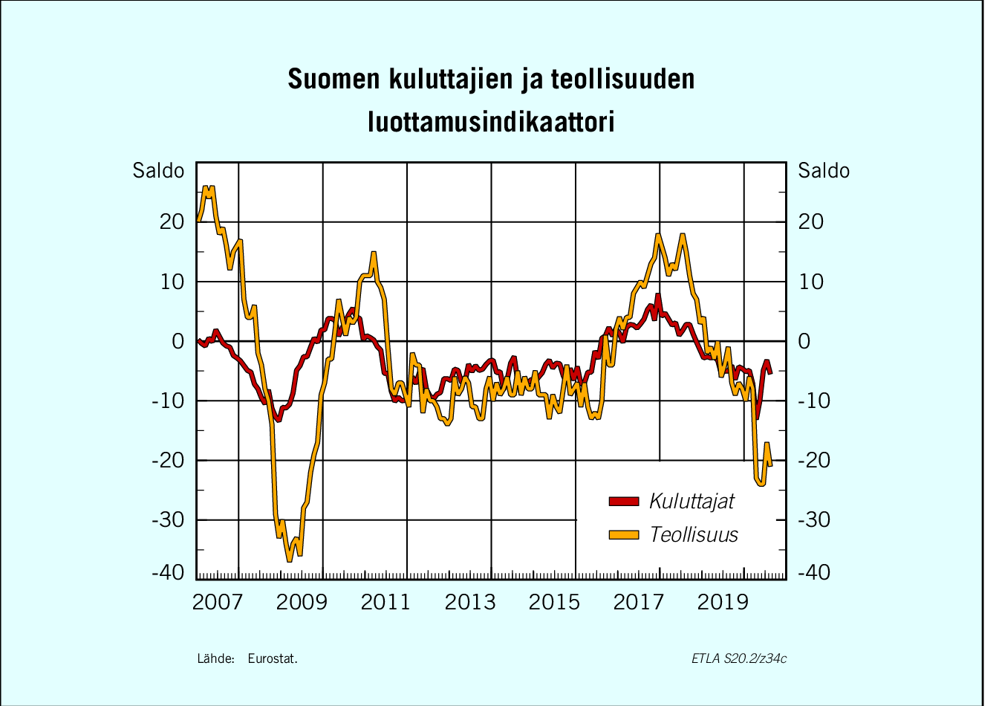 Suomen kuluttajien ja teollisuuden
luottamusindikaattori
Saldo
Saldo
20
20
10
10
0
0
-10
-10
-20
-20
Kuluttajat
-30
-30
Teollisuus
-40
-40
2007 2009 2011 2013 2015 2017 2019
Lähde: Eurostat.
ETLA S20.2/z34c